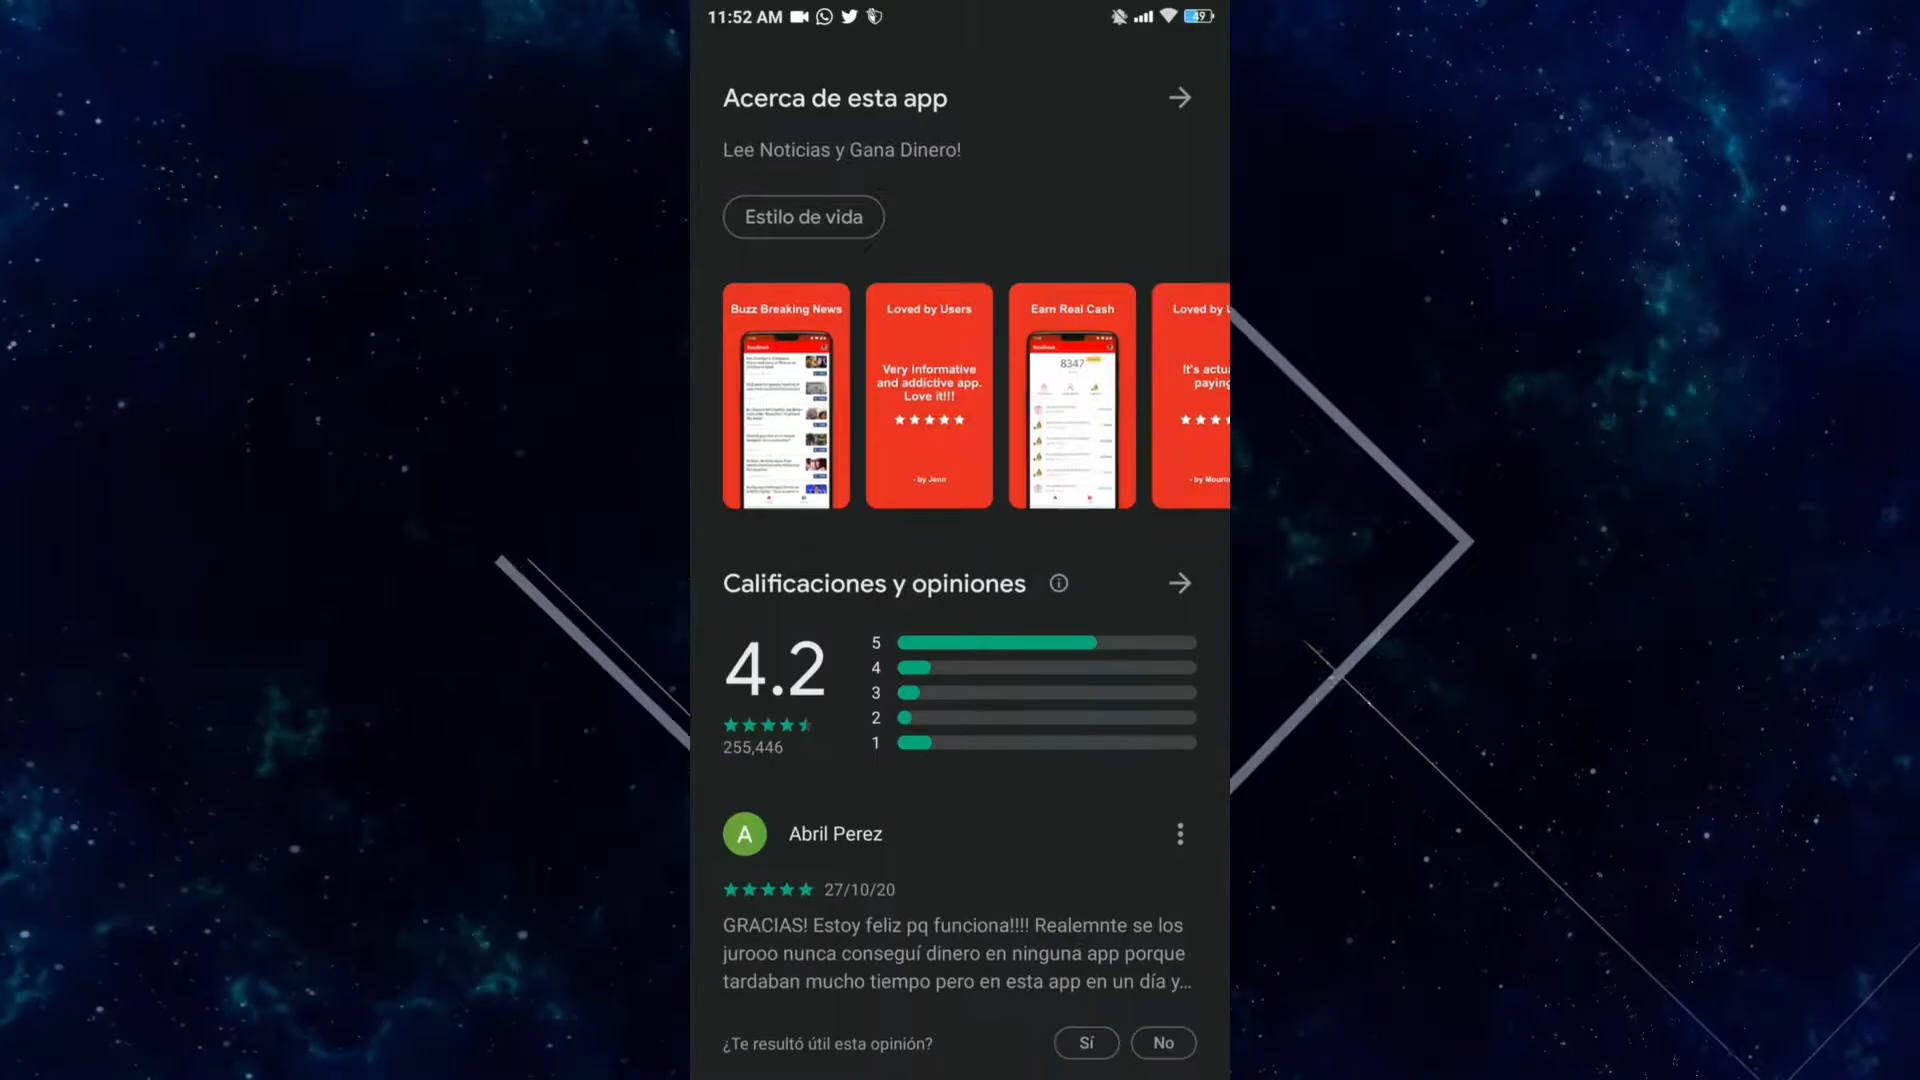 11:52 AM
49
Acerca de esta app
Lee Noticias y Gana Dinero!
Estilo de vida
Buzz Breaking News
Loved by Users
Very informative
and addictive app.
Love it!!!
- by Jenn
Earn Real Cash
8347
Loved by
It's actu
paying
- by Mouri
Calificaciones y opiniones
4.2
255,446
5
4
3
2
1
A
Abril Perez
27/10/20
GRACIAS! Estoy feliz pq funciona!!!! Realemnte se los
jurooo nunca conseguí dinero en ninguna app porque
tardaban mucho tiempo pero en esta app en un día y...
¿Te resultó útil esta opinión?
Sí
No